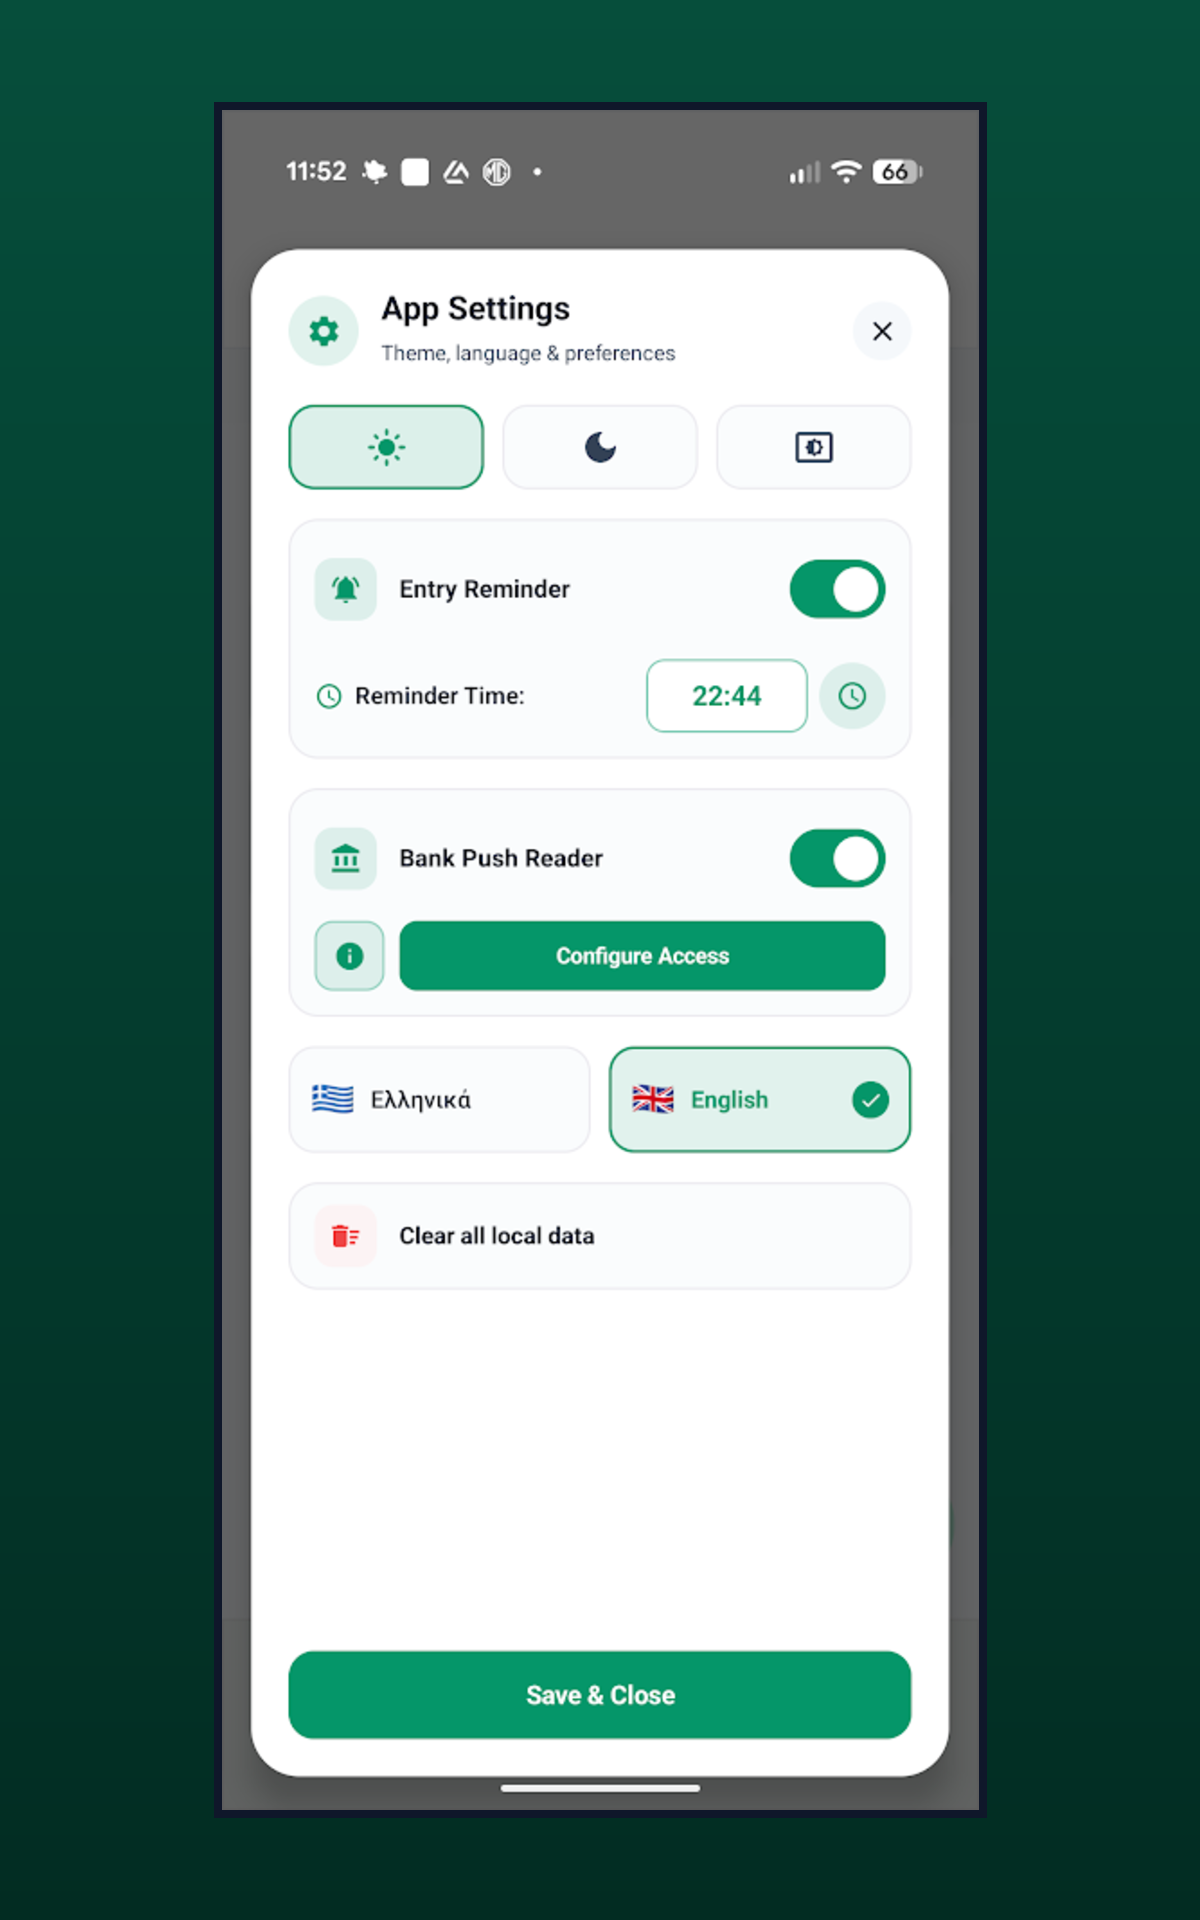 11:52
66
App Settings
Theme, language & preferences
Entry Reminder
Reminder Time:
22:44
Bank Push Reader
Configure Access
Ελληνικά
English
Clear all local data
Save & Close